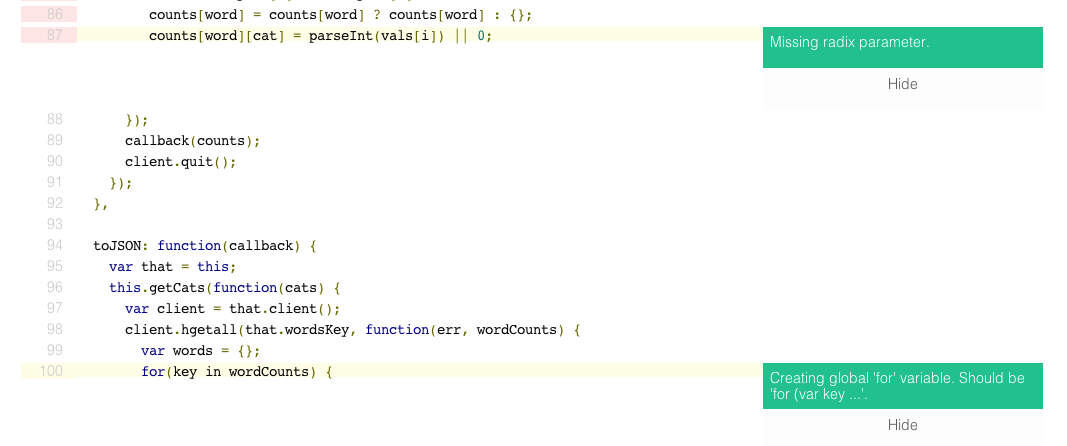 86 counts[word] = counts[word] ? counts[word] : {};
87 counts[word][cat] = parseInt(vals[i]) || 0;
Missing radix parameter.
Hide
88 });
89 callback(counts);
90 client.quit();
91 });
92 },
93
94 toJSON: function(callback) {
95 var that = this;
96 this.getCats(function(cats) {
97 var client = that.client();
98 client.hgetall(that.wordsKey, function(err, wordCounts) {
99 var words = {};
100 for(key in wordCounts) {
Creating global 'for' variable. Should be
'for (var key ...'.
Hide